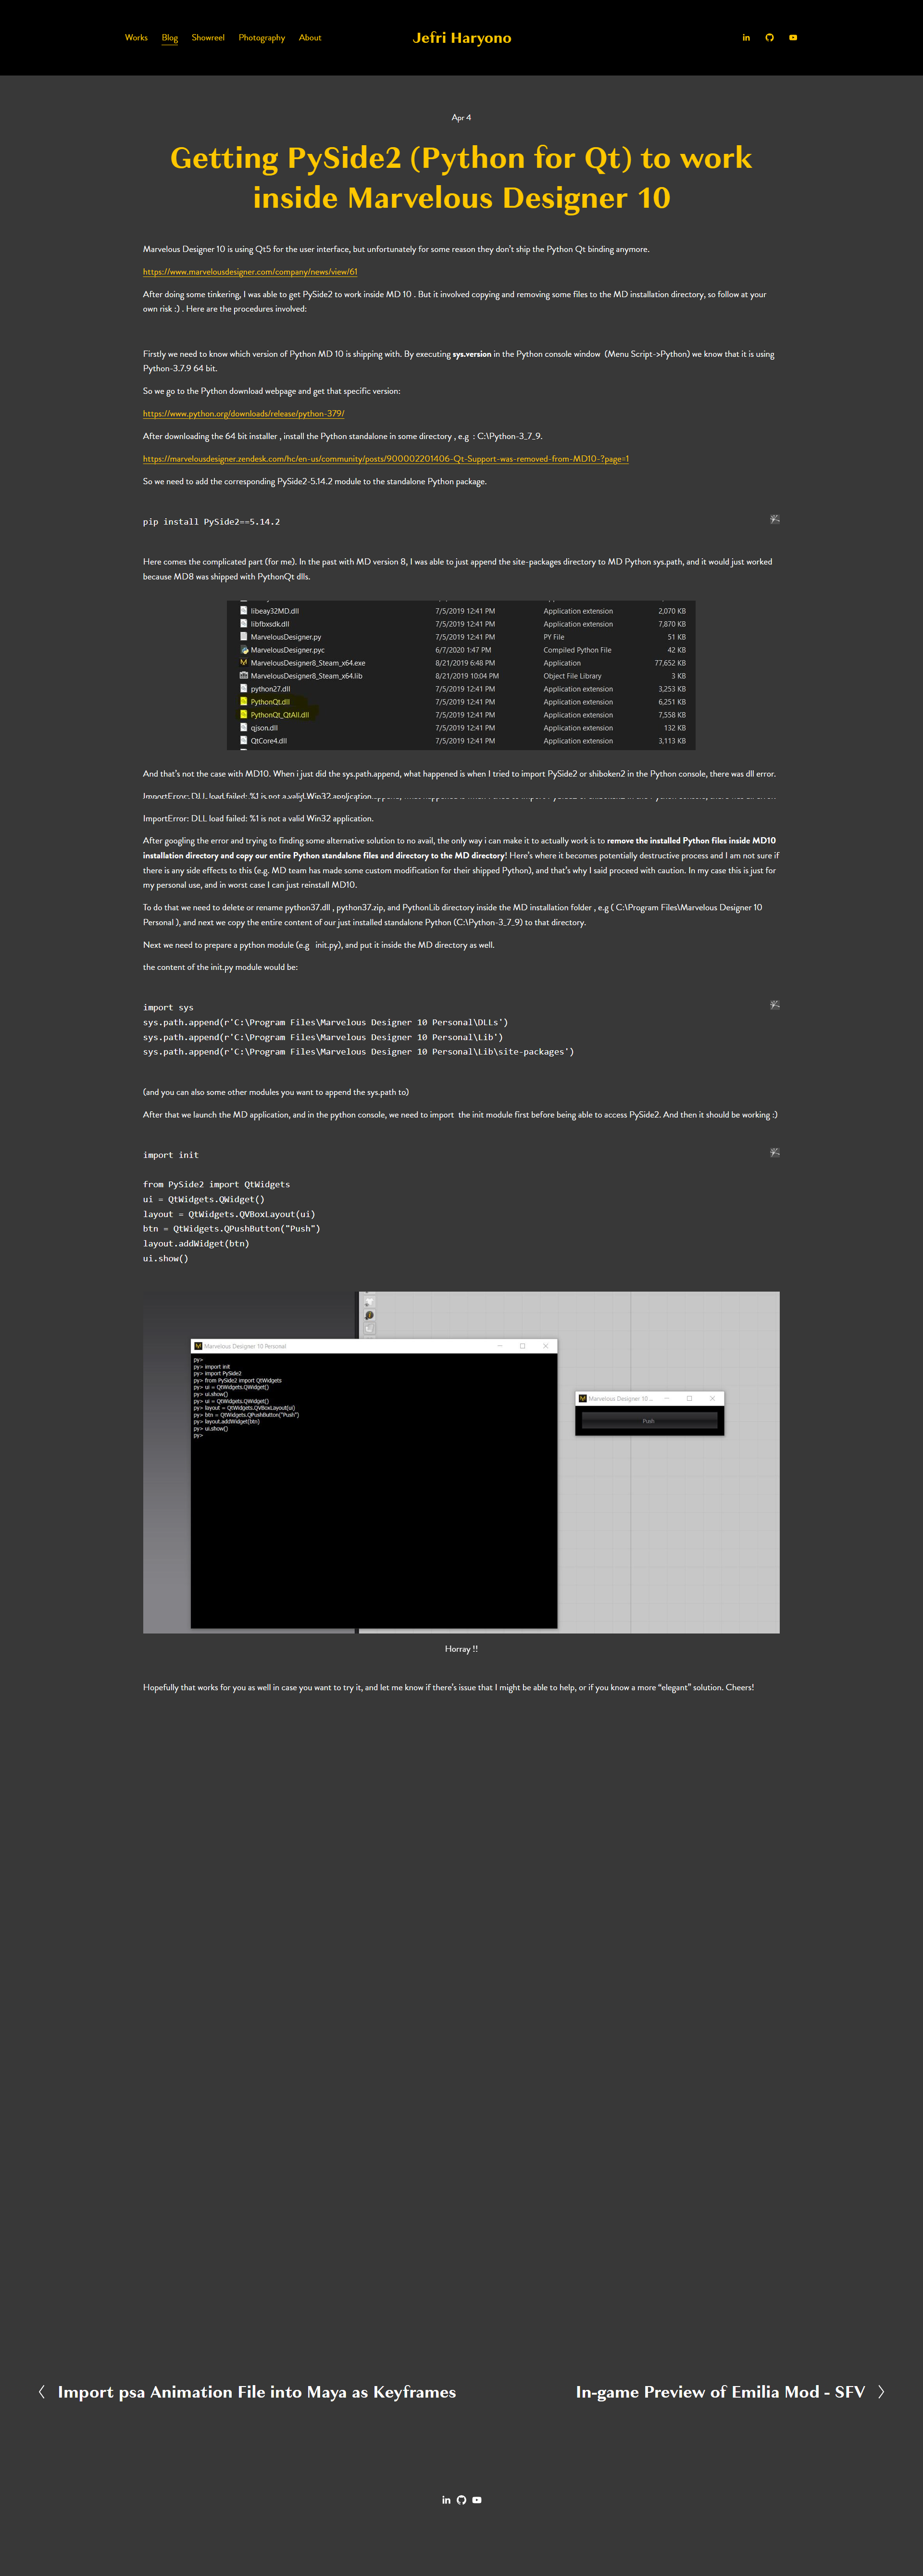 Works Blog Showreel Photography About
Jefri Haryono
Apr 4
Getting PySide2 (Python for Qt) to work
inside Marvelous Designer 10
Marvelous Designer 10 is using Qt5 for the user interface, but unfortunately for some reason they don't ship the Python Qt binding anymore.
https://www.marvelousdesigner.com/company/news/view/61
After doing some tinkering, I was able to get PySide2 to work inside MD 10 . But it involved copying and removing some files to the MD installation directory, so follow at your
own risk :) . Here are the procedures involved:
Firstly we need to know which version of Python MD 10 is shipping with. By executing sys.version in the Python console window (Menu Script->Python) we know that it is using
Python-3.7.9 64 bit.
So we go to the Python download webpage and get that specific version:
https://www.python.org/downloads/release/python-379/
After downloading the 64 bit installer , install the Python standalone in some directory , e.g : C:\Python-3_7_9.
https://marvelousdesigner.zendesk.com/hc/en-us/community/posts/900002201406-Qt-Support-was-removed-from-MD10-?page=1
So we need to add the corresponding PySide2-5.14.2 module to the standalone Python package.
pip install PySide2==5.14.2
Here comes the complicated part (for me). In the past with MD version 8, I was able to just append the site-packages directory to MD Python sys.path, and it would just worked
because MD8 was shipped with PythonQt dlls.
libeay32MD.dll 7/5/2019 12:41 PM Application extension 2,070 KB
libfbxsdk.dll 7/5/2019 12:41 PM Application extension 7,870 KB
MarvelousDesigner.py 7/5/2019 12:41 PM PY File 51 KB
MarvelousDesigner.pyc 6/7/2020 1:47 PM Compiled Python File 42 KB
MarvelousDesigner8_Steam_x64.exe 8/21/2019 6:48 PM Application 77,652 KB
MarvelousDesigner8_Steam_x64.lib 8/21/2019 10:04 PM Object File Library 3 KB
python27.dll 7/5/2019 12:41 PM Application extension 3,253 KB
PythonQt.dll 7/5/2019 12:41 PM Application extension 6,251 KB
PythonQt_QtAll.dll 7/5/2019 12:41 PM Application extension 7,558 KB
qjson.dll 7/5/2019 12:41 PM Application extension 132 KB
QtCore4.dll 7/5/2019 12:41 PM Application extension 3,113 KB
And that's not the case with MD10. When i just did the sys.path.append, what happened is when I tried to import PySide2 or shiboken2 in the Python console, there was dll error.
ImportError: DLL load failed: %1 is not a valid Win32 application.
ImportError: DLL load failed: %1 is not a valid Win32 application.
After googling the error and trying to finding some alternative solution to no avail, the only way i can make it to actually work is to remove the installed Python files inside MD10
installation directory and copy our entire Python standalone files and directory to the MD directory! Here's where it becomes potentially destructive process and I am not sure if
there is any side effects to this (e.g. MD team has made some custom modification for their shipped Python), and that's why I said proceed with caution. In my case this is just for
my personal use, and in worst case I can just reinstall MD10.
To do that we need to delete or rename python37.dll , python37.zip, and PythonLib directory inside the MD installation folder , e.g ( C:\Program Files\Marvelous Designer 10
Personal ), and next we copy the entire content of our just installed standalone Python (C:\Python-3_7_9) to that directory.
Next we need to prepare a python module (e.g init.py), and put it inside the MD directory as well.
the content of the init.py module would be:
import sys
sys.path.append(r'C:\Program Files\Marvelous Designer 10 Personal\DLLs')
sys.path.append(r'C:\Program Files\Marvelous Designer 10 Personal\Lib')
sys.path.append(r'C:\Program Files\Marvelous Designer 10 Personal\Lib\site-packages')
(and you can also some other modules you want to append the sys.path to)
After that we launch the MD application, and in the python console, we need to import the init module first before being able to access PySide2. And then it should be working :)
import init
from PySide2 import QtWidgets
ui = QtWidgets.QWidget()
layout = QtWidgets.QVBoxLayout(ui)
btn = QtWidgets.QPushButton("Push")
layout.addWidget(btn)
ui.show()
Marvelous Designer 10 Personal
py>
py> import init
py> import PySide2
py> from PySide2 import QtWidgets
py> ui = QtWidgets.QWidget()
py> ui.show()
py> ui = QtWidgets.QWidget()
py> layout = QtWidgets.QVBoxLayout(ui)
py> btn = QtWidgets.QPushButton("Push")
py> layout.addWidget(btn)
py> ui.show()
py>
Marvelous Designer 10 ...
Push
Horray !!
Hopefully that works for you as well in case you want to try it, and let me know if there's issue that I might be able to help, or if you know a more “elegant” solution. Cheers!
Import psa Animation File into Maya as Keyframes
In-game Preview of Emilia Mod - SFV